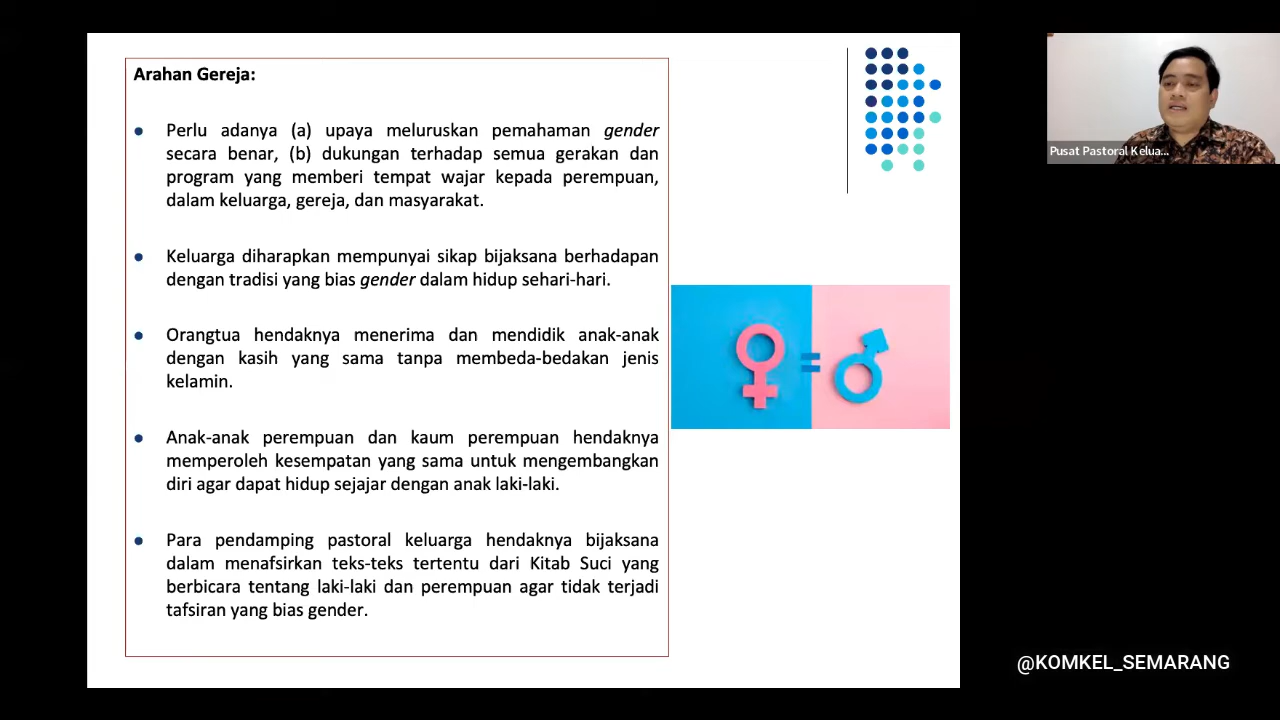 Arahan Gereja:
● Perlu adanya (a) upaya meluruskan pemahaman gender
secara benar, (b) dukungan terhadap semua gerakan dan
program yang memberi tempat wajar kepada perempuan,
dalam keluarga, gereja, dan masyarakat.
● Keluarga diharapkan mempunyai sikap bijaksana berhadapan
dengan tradisi yang bias gender dalam hidup sehari-hari.
● Orangtua hendaknya menerima dan mendidik anak-anak
dengan kasih yang sama tanpa membeda-bedakan jenis
kelamin.
● Anak-anak perempuan dan kaum perempuan hendaknya
memperoleh kesempatan yang sama untuk mengembangkan
diri agar dapat hidup sejajar dengan anak laki-laki.
● Para pendamping pastoral keluarga hendaknya bijaksana
dalam menafsirkan teks-teks tertentu dari Kitab Suci yang
berbicara tentang laki-laki dan perempuan agar tidak terjadi
tafsiran yang bias gender.
Pusat Pastoral Kelua...
@KOMKEL_SEMARANG